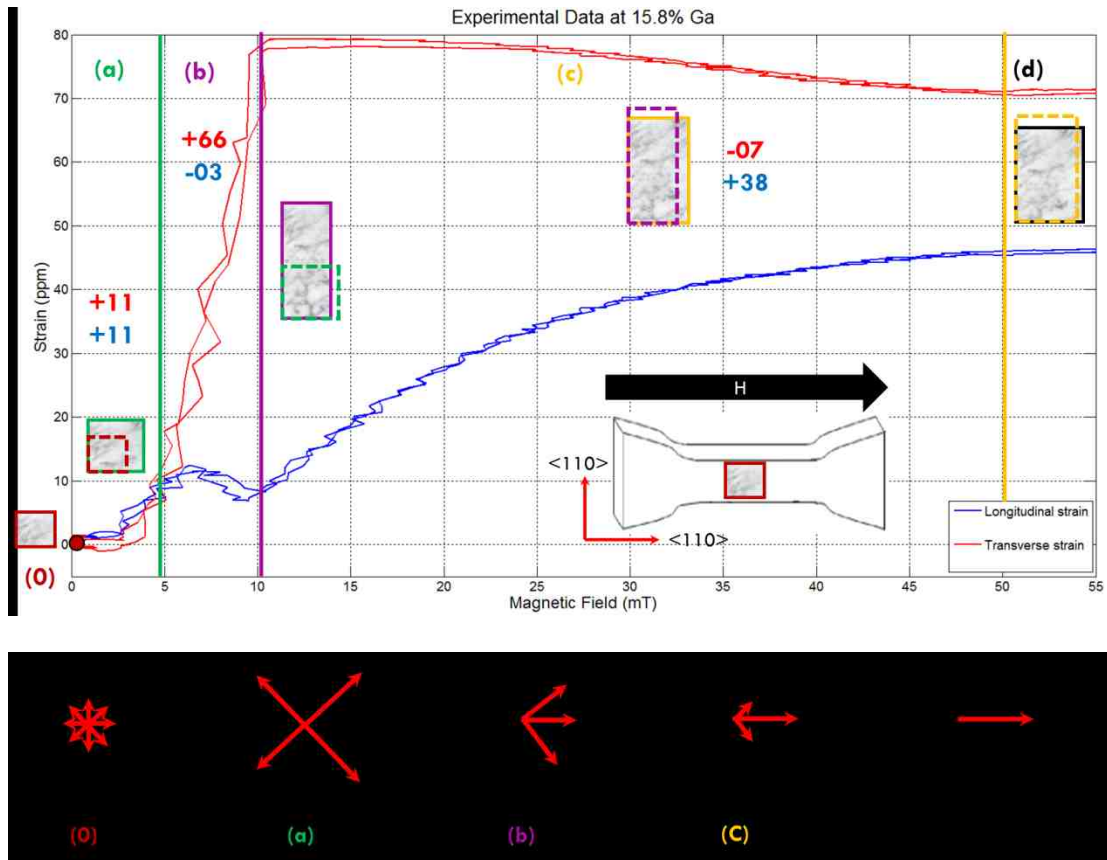 Experimental Data at 15.8% Ga
80
70
60
50
40
30
20
10
0
Strain (ppm)
(a)
(b)
(c)
(d)
+66
-03
-07
+38
+11
+11
H
<110>
<110>
Longitudinal strain
Transverse strain
(0)
0
5
10
15
20
25
30
35
40
45
50
55
Magnetic Field (mT)
(0)
(a)
(b)
(C)